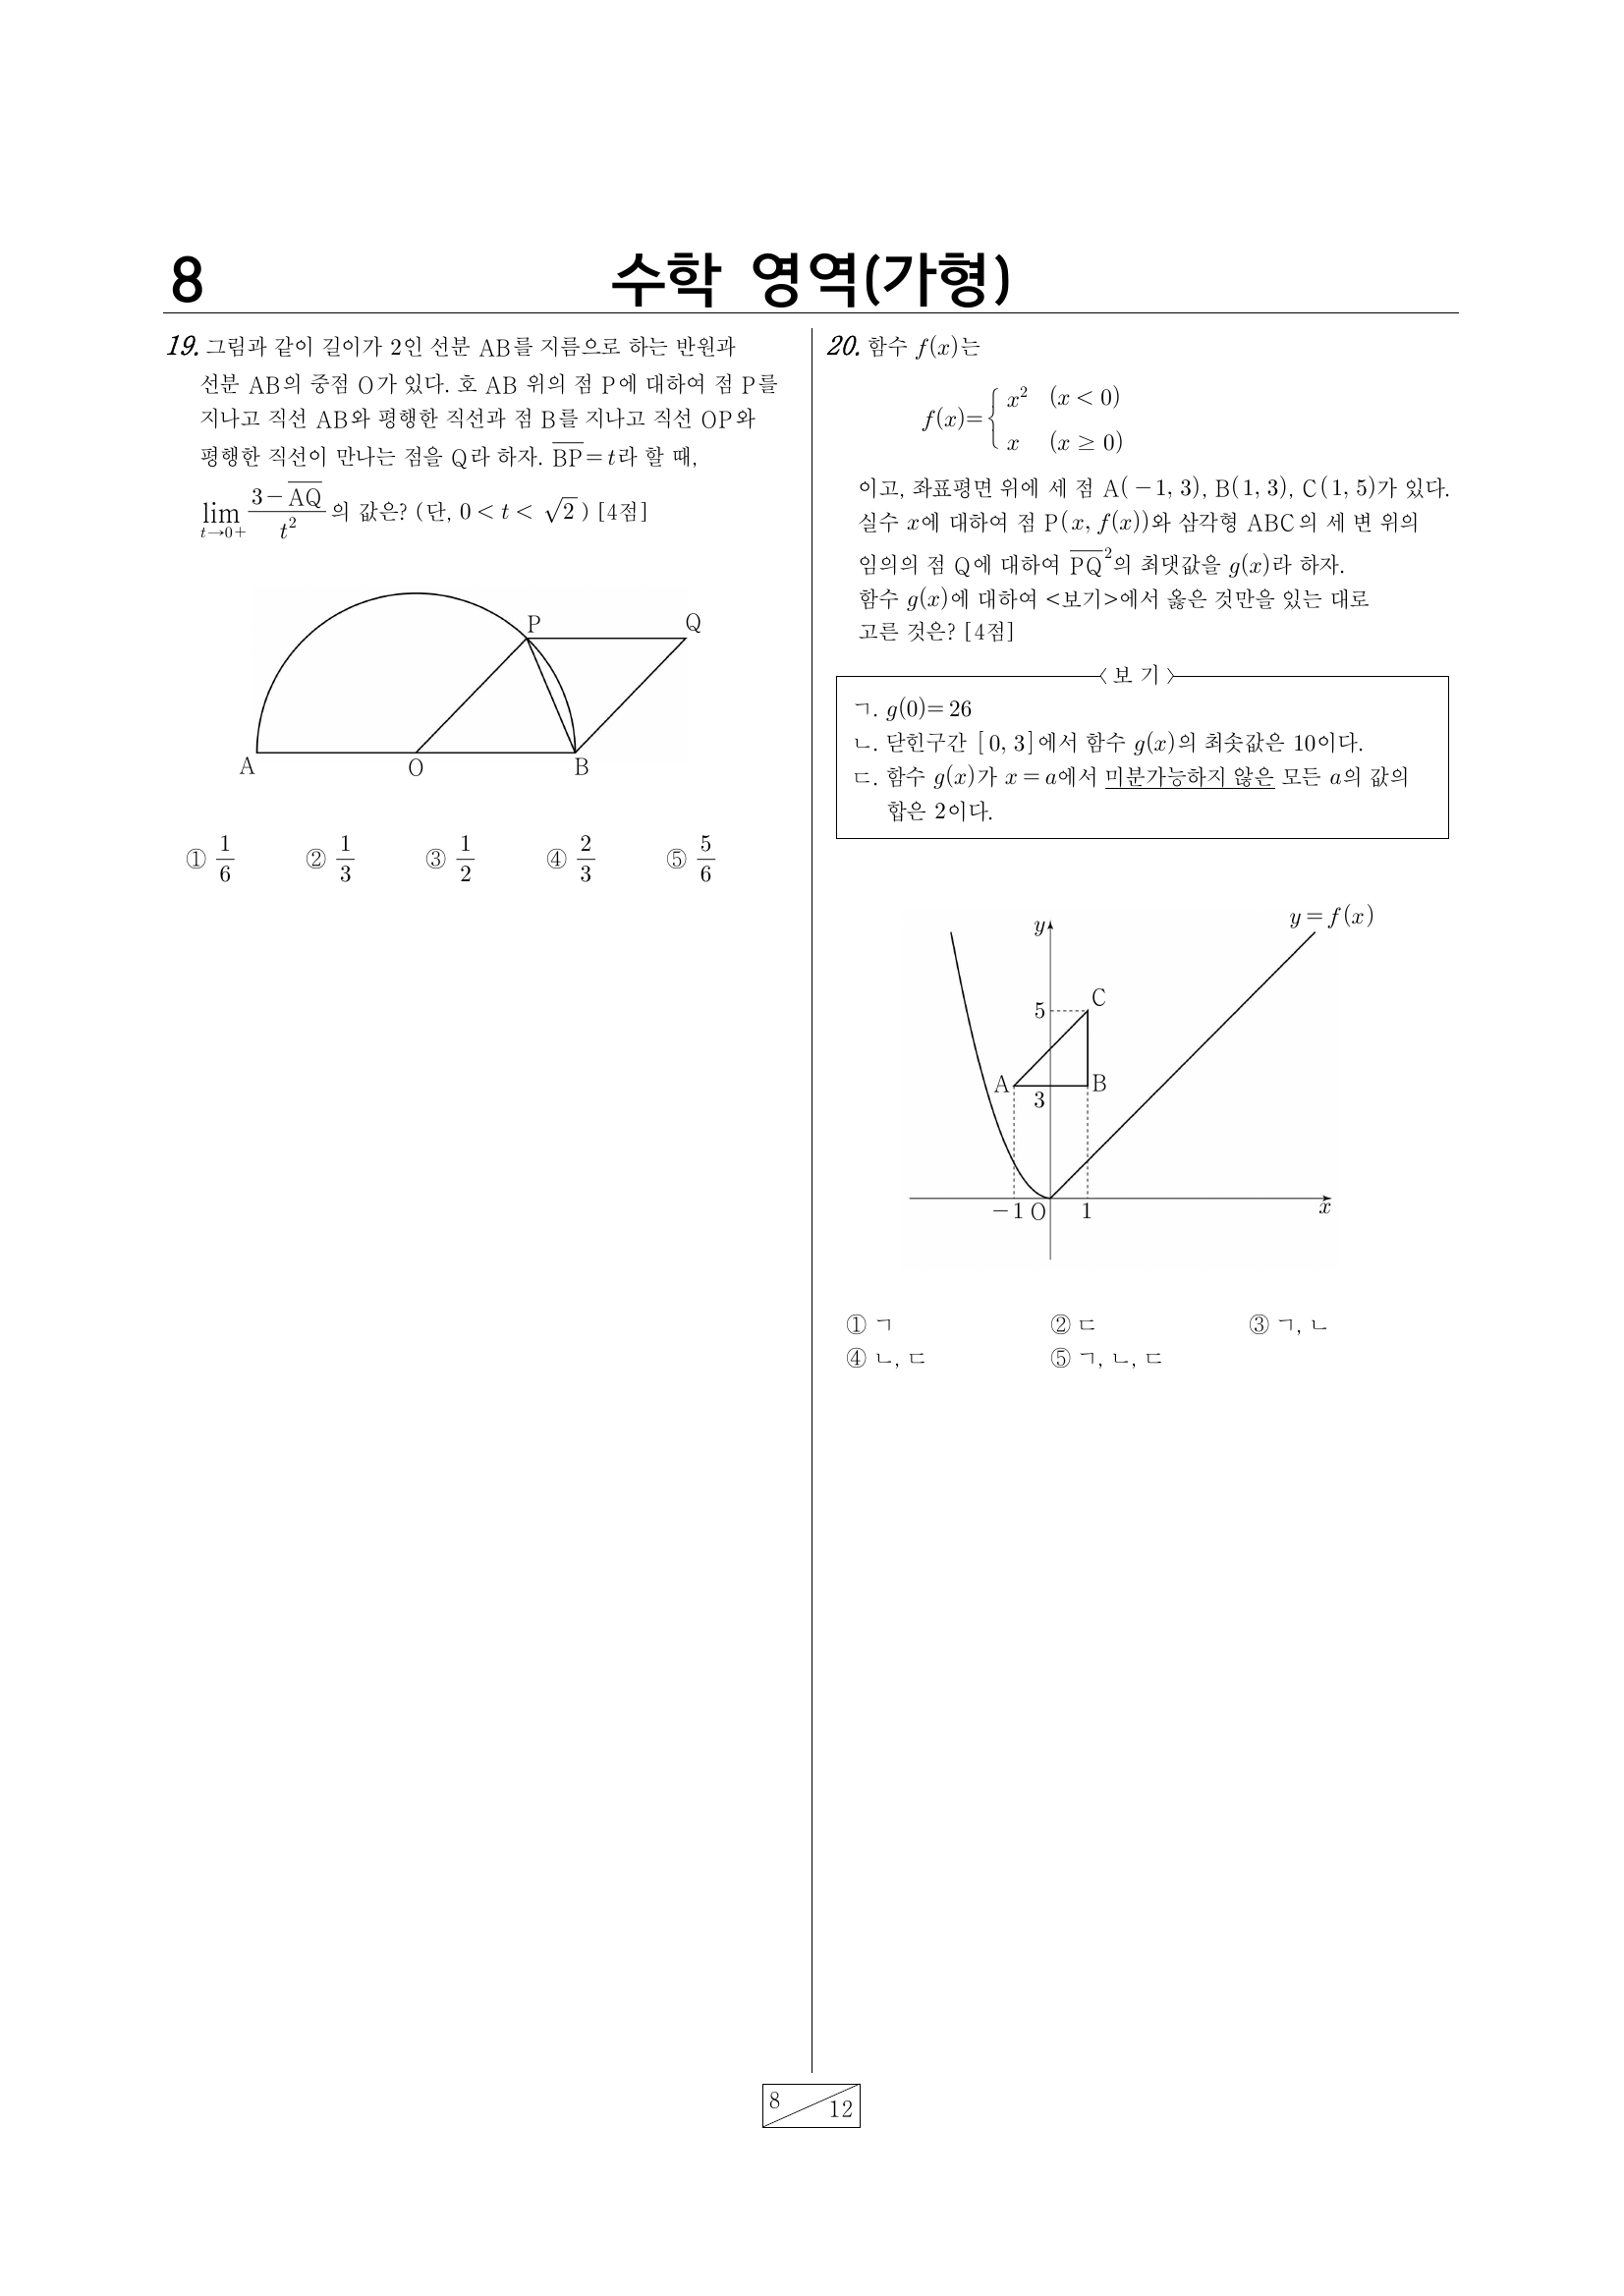 8
수학 영역(가형)
19. 그림과 같이 길이가 2인 선분 AB를 지름으로 하는 반원과
선분 AB의 중점 O가 있다. 호 AB 위의 점 P에 대하여 점 P를
지나고 직선 AB와 평행한 직선과 점 B를 지나고 직선 OP와
평행한 직선이 만나는 점을 Q라 하자. \overline{BP}=t라 할 때,
\lim_{t→0+} \frac{3-\overline{AQ}}{t^2}의 값은? (단, 0<t<\sqrt{2}) [4점]
P
Q
A
O
B
① \frac{1}{6} ② \frac{1}{3} ③ \frac{1}{2} ④ \frac{2}{3} ⑤ \frac{5}{6}
20. 함수 f(x)는
f(x)= { x^2 (x<0)
x (x≥0)
이고, 좌표평면 위에 세 점 A(-1, 3), B(1, 3), C(1, 5)가 있다.
실수 x에 대하여 점 P(x, f(x))와 삼각형 ABC의 세 변 위의
임의의 점 Q에 대하여 \overline{PQ}^2의 최댓값을 g(x)라 하자.
함수 g(x)에 대하여 <보기>에서 옳은 것만을 있는 대로
고른 것은? [4점]
〈보 기〉
ㄱ. g(0)=26
ㄴ. 닫힌구간 [0, 3]에서 함수 g(x)의 최솟값은 10이다.
ㄷ. 함수 g(x)가 x=a에서 미분가능하지 않은 모든 a의 값의
합은 2이다.
y=f(x)
y
C
5
A
B
3
-1
O
1
x
① ㄱ ② ㄷ ③ ㄱ, ㄴ
④ ㄴ, ㄷ ⑤ ㄱ, ㄴ, ㄷ
8
12